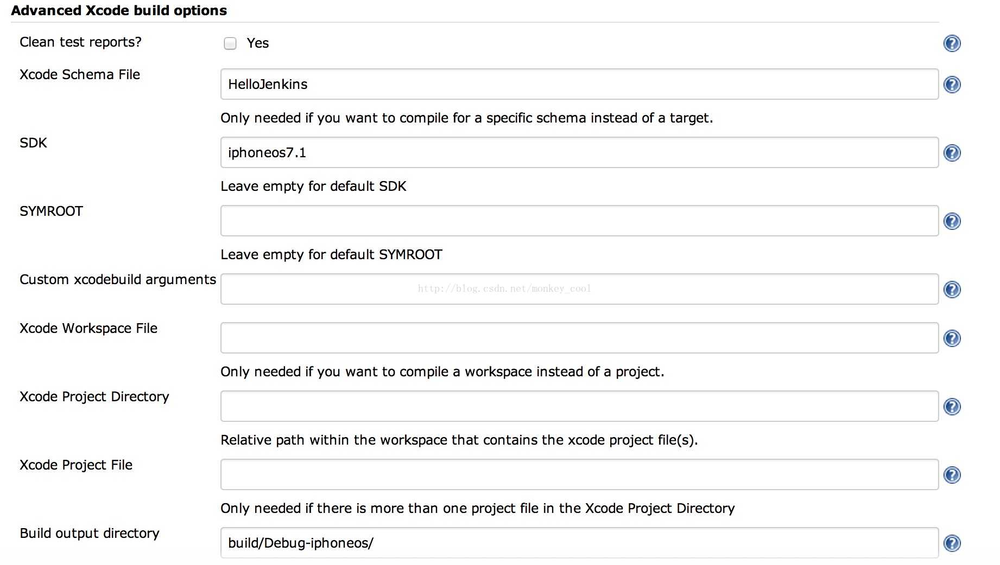 Advanced Xcode build options
Clean test reports? Yes
Xcode Schema File HelloJenkins
Only needed if you want to compile for a specific schema instead of a target.
SDK iphoneos7.1
Leave empty for default SDK
SYMROOT
Leave empty for default SYMROOT
Custom xcodebuild arguments
http://blog.csdn.net/monkey_cool
Xcode Workspace File
Only needed if you want to compile a workspace instead of a project.
Xcode Project Directory
Relative path within the workspace that contains the xcode project file(s).
Xcode Project File
Only needed if there is more than one project file in the Xcode Project Directory
Build output directory build/Debug-iphoneos/